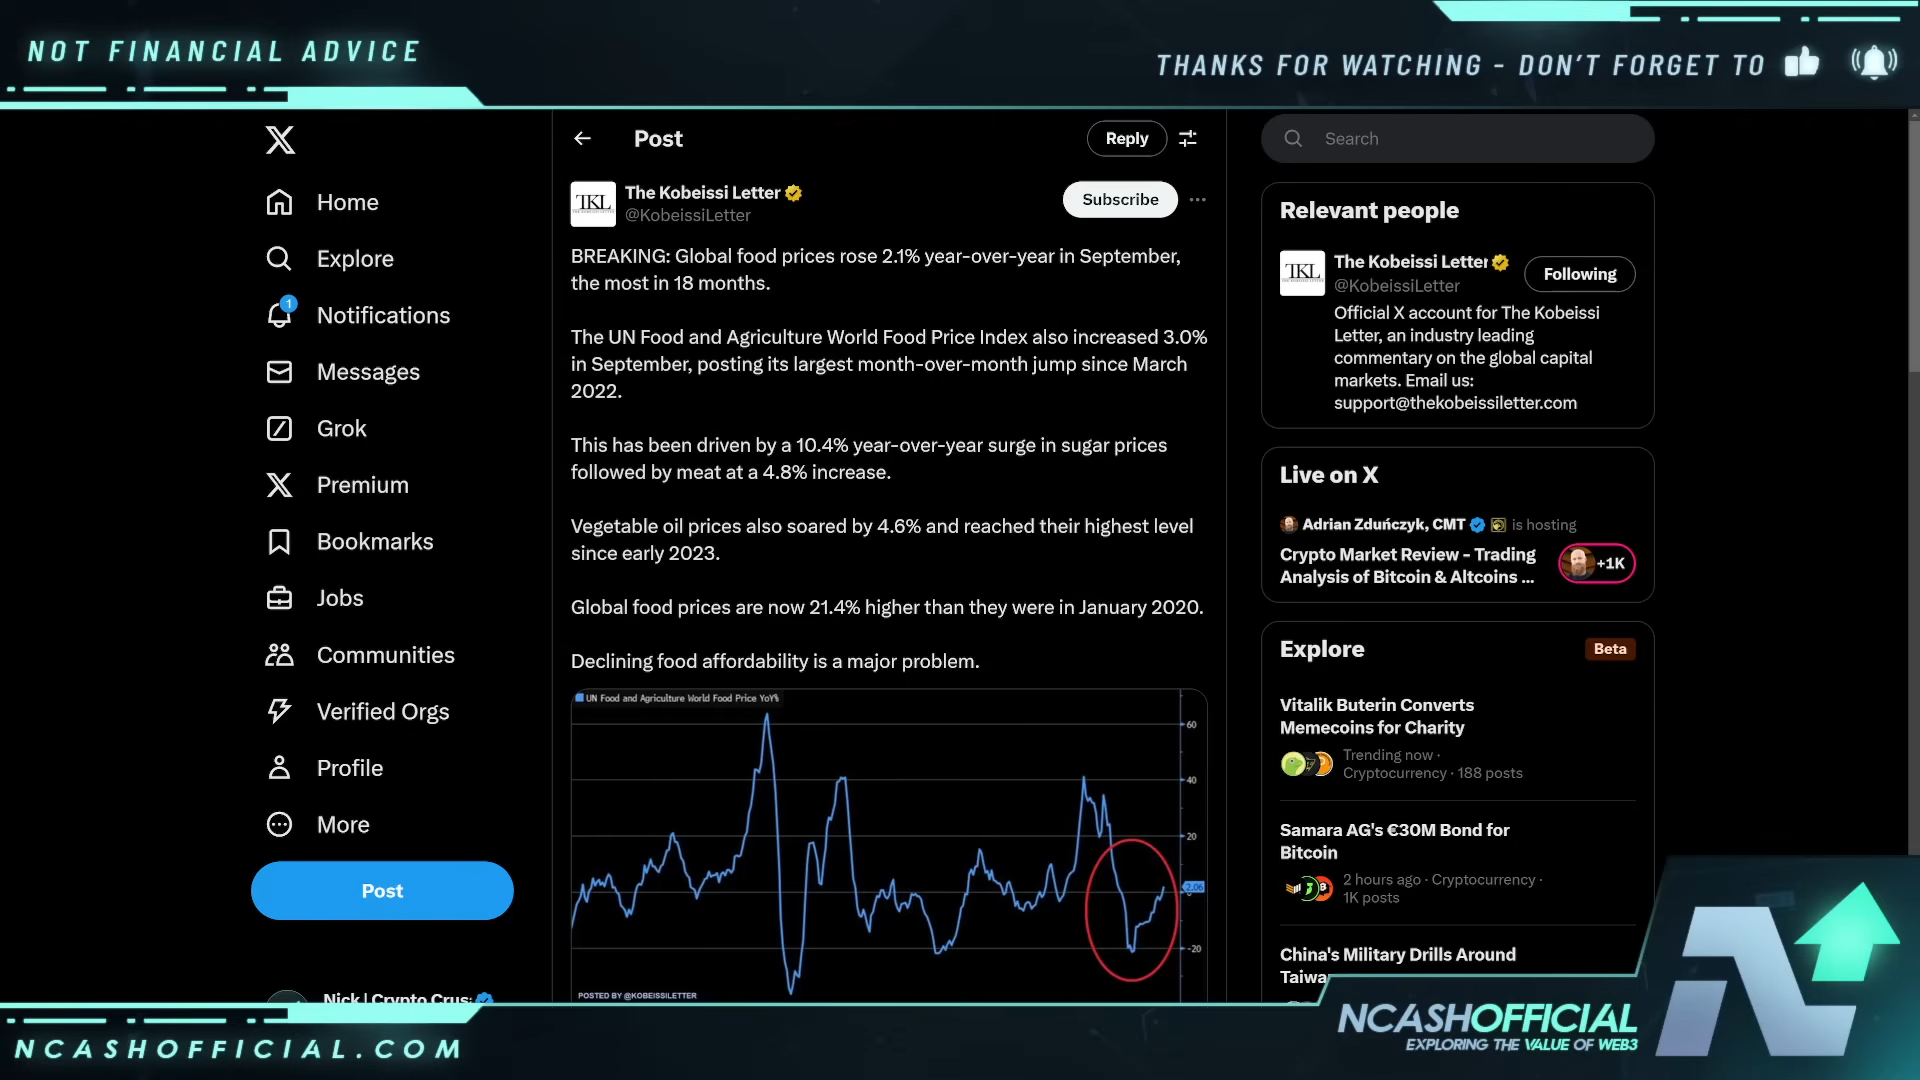 NOT FINANCIAL ADVICE
THANKS FOR WATCHING - DON'T FORGET TO
Home
Explore
1
Notifications
Messages
Grok
Premium
Bookmarks
Jobs
Communities
Verified Orgs
Profile
More
Post
Nick | Crypto Crus
Post
Reply
TKL
The Kobeissi Letter
@KobeissiLetter
Subscribe
BREAKING: Global food prices rose 2.1% year-over-year in September,
the most in 18 months.
The UN Food and Agriculture World Food Price Index also increased 3.0%
in September, posting its largest month-over-month jump since March
2022.
This has been driven by a 10.4% year-over-year surge in sugar prices
followed by meat at a 4.8% increase.
Vegetable oil prices also soared by 4.6% and reached their highest level
since early 2023.
Global food prices are now 21.4% higher than they were in January 2020.
Declining food affordability is a major problem.
UN Food and Agriculture World Food Price YoY%
60
40
20
2.06
-20
POSTED BY @KOBEISSILETTER
Search
Relevant people
TKL
The Kobeissi Letter
@KobeissiLetter
Following
Official X account for The Kobeissi
Letter, an industry leading
commentary on the global capital
markets. Email us:
support@thekobeissiletter.com
Live on X
Adrian Zduńczyk, CMT is hosting
Crypto Market Review - Trading
Analysis of Bitcoin & Altcoins ...
+1K
Explore
Beta
Vitalik Buterin Converts
Memecoins for Charity
Trending now ·
Cryptocurrency · 188 posts
Samara AG's €30M Bond for
Bitcoin
2 hours ago · Cryptocurrency ·
1K posts
China's Military Drills Around
Taiwa
NCASHOFFICIAL.COM
NCASHOFFICIAL
EXPLORING THE VALUE OF WEB3